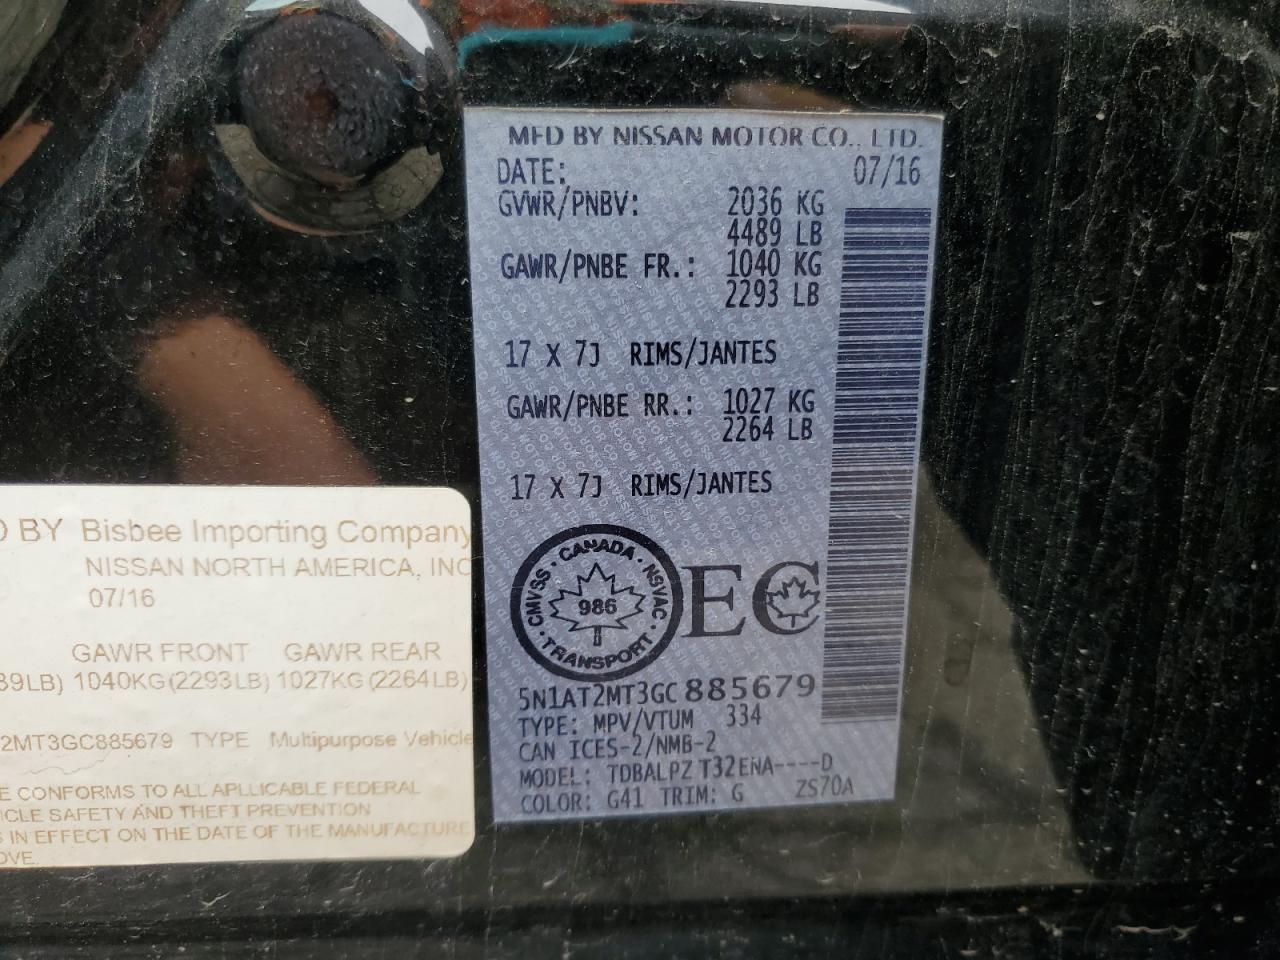 MFD BY NISSAN MOTOR CO., LTD.
DATE: 07/16
GVWR/PNBV: 2036 KG
4489 LB
GAWR/PNBE FR.: 1040 KG
2293 LB
17 X 7J RIMS/JANTES
GAWR/PNBE RR.: 1027 KG
2264 LB
17 X 7J RIMS/JANTES
CANADA · NSVAC · TRANSPORT · CMVSS ·
986
EC
5N1AT2MT3GC885679
TYPE: MPV/VTUM 334
CAN ICES-2/NMB-2
MODEL: TDBALPZ T32ENA----D
COLOR: G41 TRIM: G ZS70A
D BY Bisbee Importing Company
NISSAN NORTH AMERICA, INC
07/16
GAWR FRONT GAWR REAR
89LB) 1040KG(2293LB) 1027KG(2264LB)
2MT3GC885679 TYPE Multipurpose Vehicle
E CONFORMS TO ALL APLLICABLE FEDERAL
ICLE SAFETY AND THEFT PREVENTION
S IN EFFECT ON THE DATE OF THE MANUFACTURE
OVE.